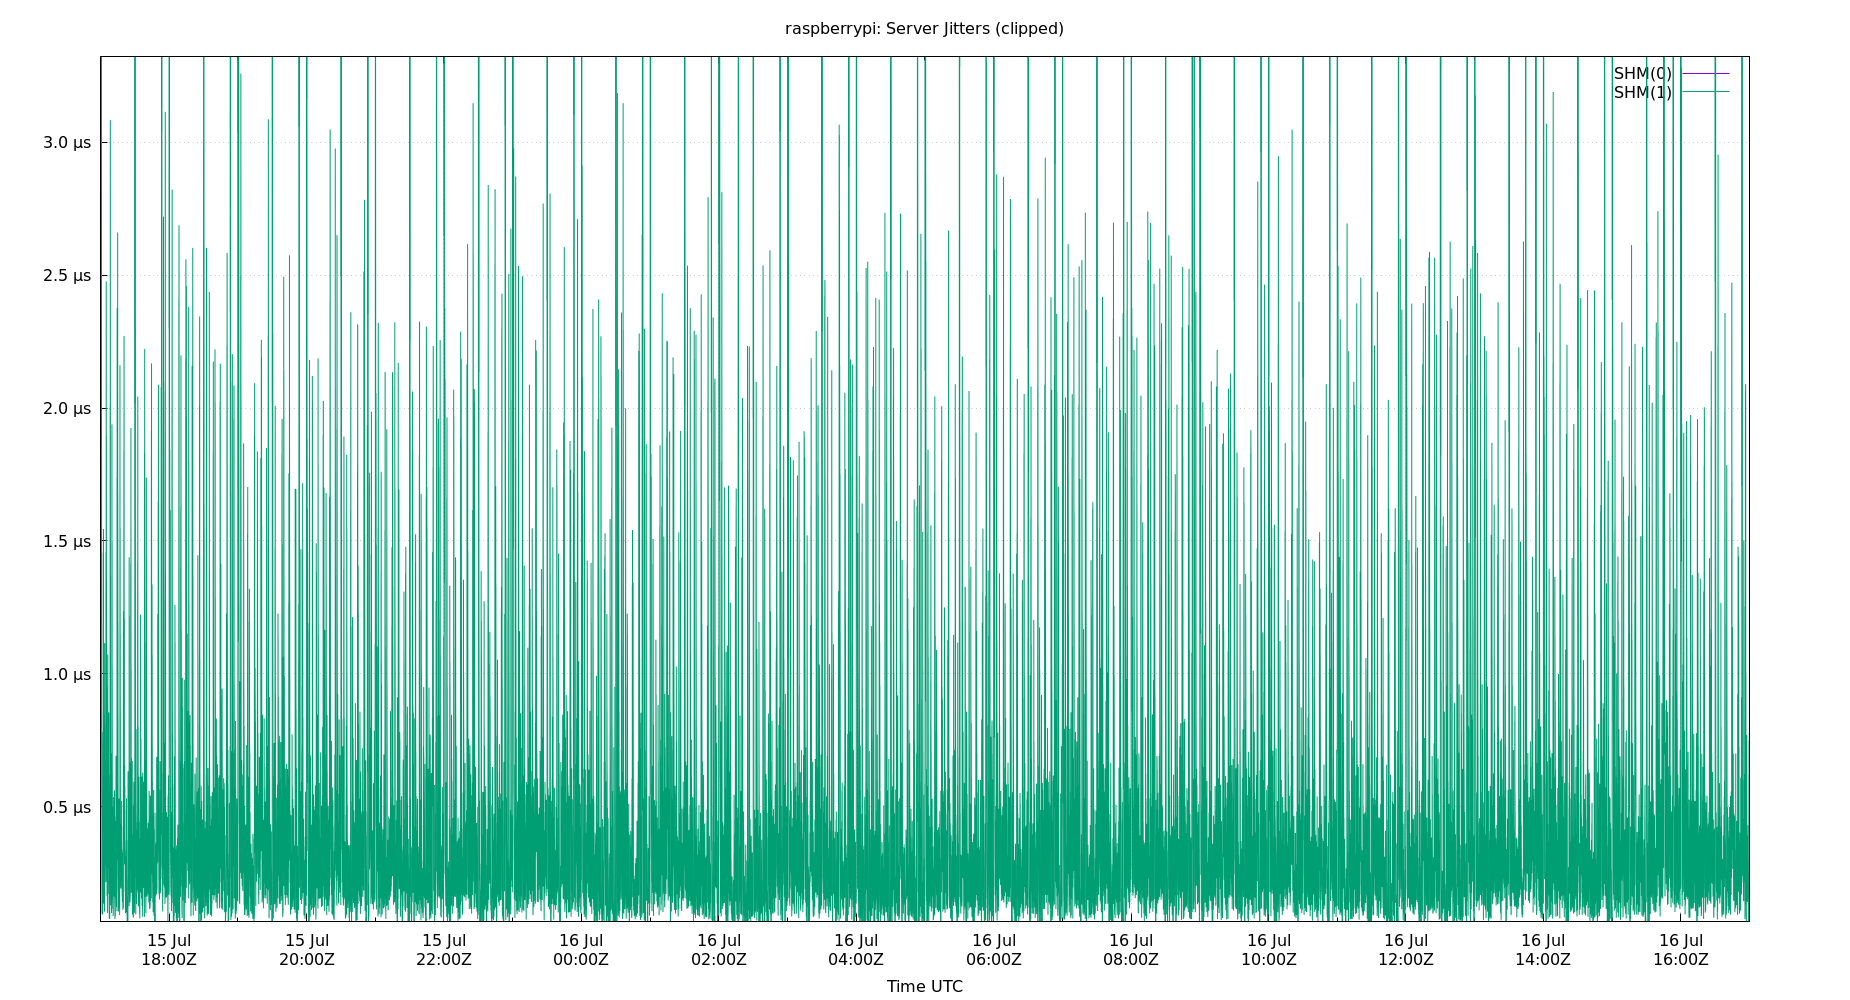 raspberrypi: Server Jitters (clipped)
SHM(0)
SHM(1)
3.0 µs
2.5 µs
2.0 µs
1.5 µs
1.0 µs
0.5 µs
15 Jul 15 Jul 15 Jul 16 Jul 16 Jul 16 Jul 16 Jul 16 Jul 16 Jul 16 Jul 16 Jul 16 Jul
18:00Z 20:00Z 22:00Z 00:00Z 02:00Z 04:00Z 06:00Z 08:00Z 10:00Z 12:00Z 14:00Z 16:00Z
Time UTC